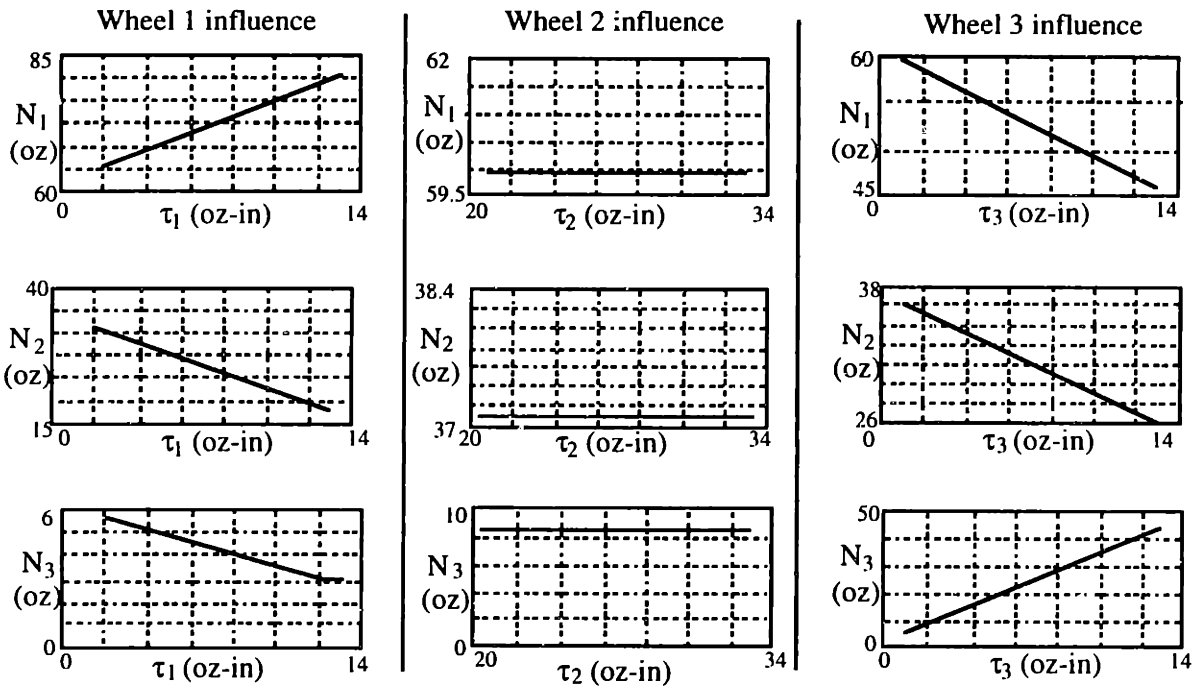 Wheel 1 influence
85
N1
(oz)
60
0
τ1 (oz-in)
14
40
N2
(oz)
15
0
τ1 (oz-in)
14
6
N3
(oz)
0
0
τ1 (oz-in)
14
Wheel 2 influence
62
N1
(oz)
59.5
20
τ2 (oz-in)
34
38.4
N2
(oz)
37
20
τ2 (oz-in)
34
10
N3
(oz)
0
20
τ2 (oz-in)
34
Wheel 3 influence
60
N1
(oz)
45
0
τ3 (oz-in)
14
38
N2
(oz)
26
0
τ3 (oz-in)
14
50
N3
(oz)
0
0
τ3 (oz-in)
14